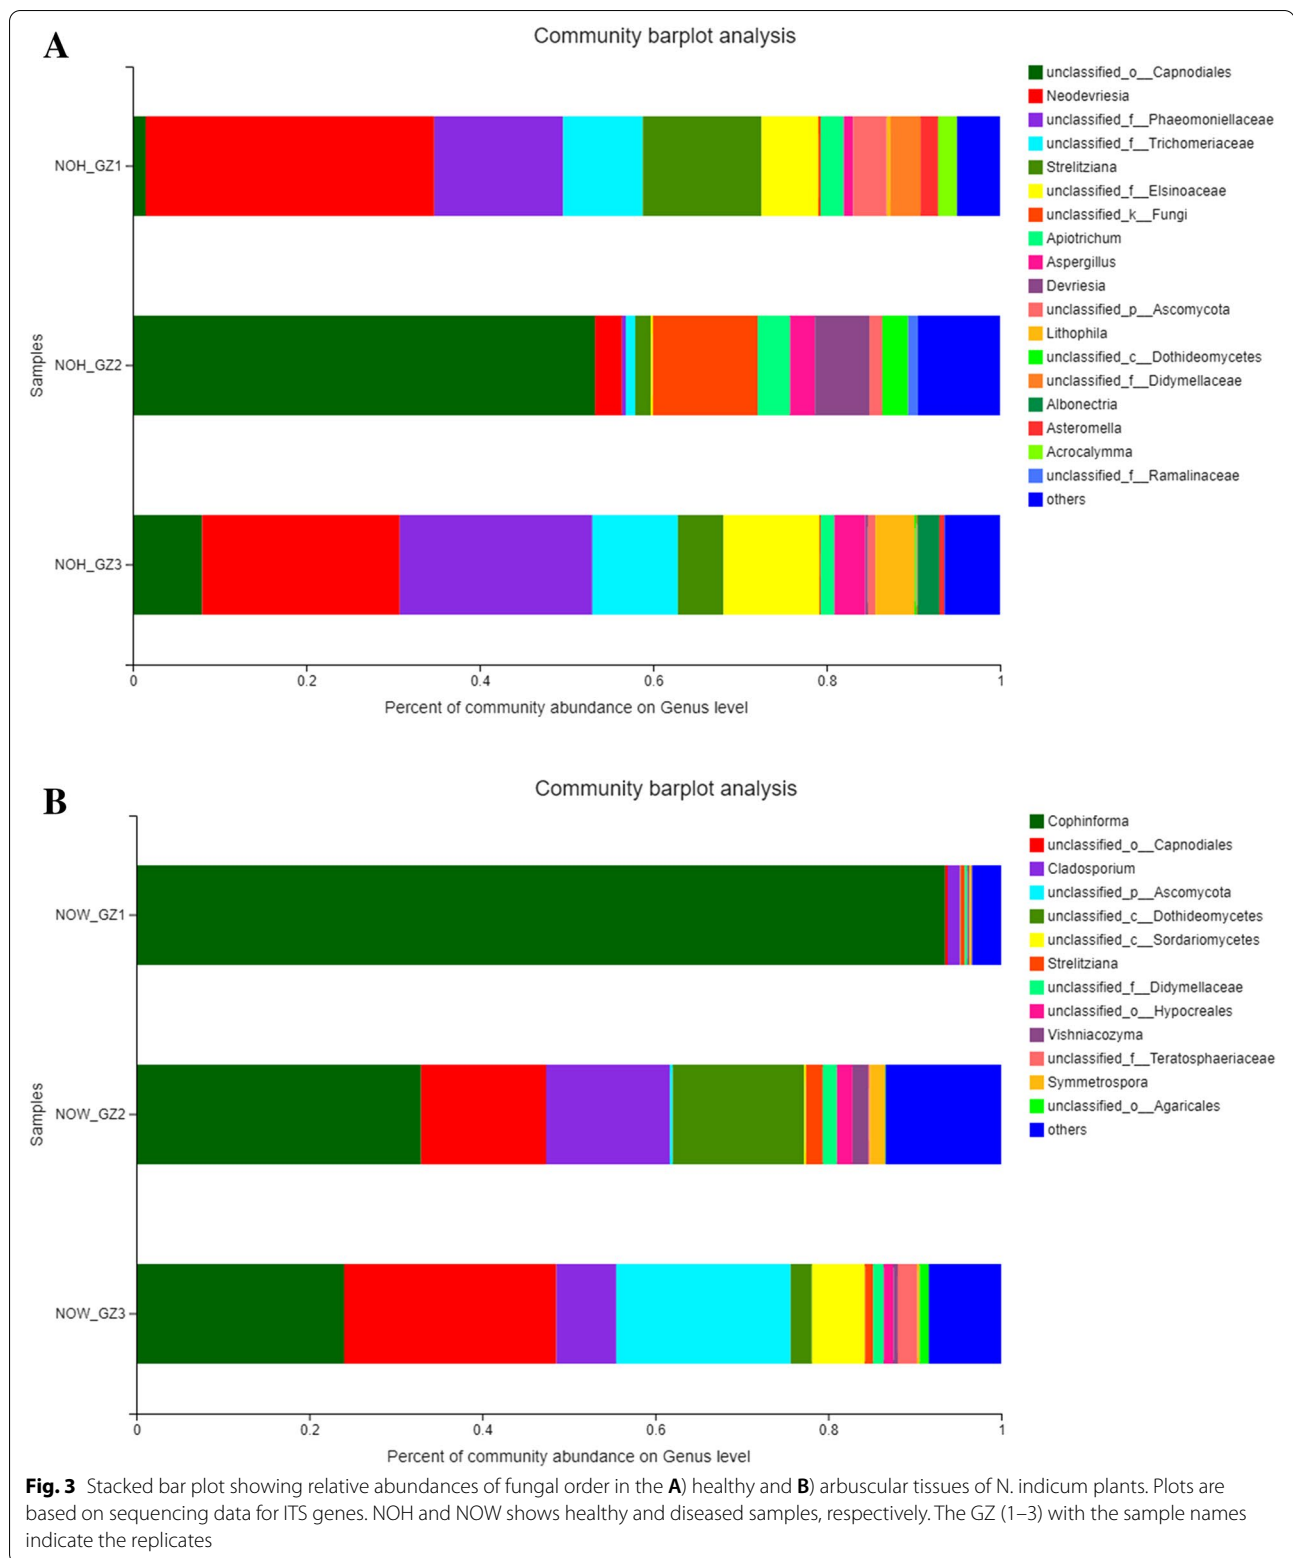 A
Community barplot analysis
NOH_GZ1
NOH_GZ2
NOH_GZ3
Samples
0 0.2 0.4 0.6 0.8 1
Percent of community abundance on Genus level
unclassified_o__Capnodiales
Neodevriesia
unclassified_f__Phaeomoniellaceae
unclassified_f__Trichomeriaceae
Strelitziana
unclassified_f__Elsinoaceae
unclassified_k__Fungi
Apiotrichum
Aspergillus
Devriesia
unclassified_p__Ascomycota
Lithophila
unclassified_c__Dothideomycetes
unclassified_f__Didymellaceae
Albonectria
Asteromella
Acrocalymma
unclassified_f__Ramalinaceae
others
B
Community barplot analysis
NOW_GZ1
NOW_GZ2
NOW_GZ3
Samples
0 0.2 0.4 0.6 0.8 1
Percent of community abundance on Genus level
Cophinforma
unclassified_o__Capnodiales
Cladosporium
unclassified_p__Ascomycota
unclassified_c__Dothideomycetes
unclassified_c__Sordariomycetes
Strelitziana
unclassified_f__Didymellaceae
unclassified_o__Hypocreales
Vishniacozyma
unclassified_f__Teratosphaeriaceae
Symmetrospora
unclassified_o__Agaricales
others
Fig. 3 Stacked bar plot showing relative abundances of fungal order in the A) healthy and B) arbuscular tissues of N. indicum plants. Plots are
based on sequencing data for ITS genes. NOH and NOW shows healthy and diseased samples, respectively. The GZ (1–3) with the sample names
indicate the replicates